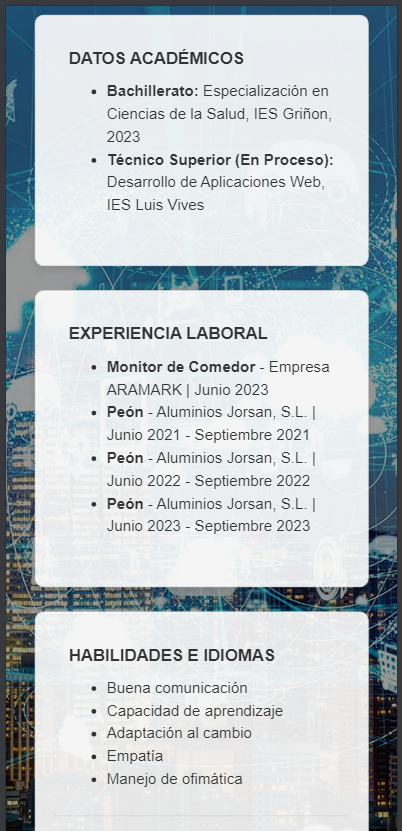 DATOS ACADÉMICOS
• Bachillerato: Especialización en
Ciencias de la Salud, IES Griñon,
2023
• Técnico Superior (En Proceso):
Desarrollo de Aplicaciones Web,
IES Luis Vives
EXPERIENCIA LABORAL
• Monitor de Comedor - Empresa
ARAMARK | Junio 2023
• Peón - Aluminios Jorsan, S.L. |
Junio 2021 - Septiembre 2021
• Peón - Aluminios Jorsan, S.L. |
Junio 2022 - Septiembre 2022
• Peón - Aluminios Jorsan, S.L. |
Junio 2023 - Septiembre 2023
HABILIDADES E IDIOMAS
• Buena comunicación
• Capacidad de aprendizaje
• Adaptación al cambio
• Empatía
• Manejo de ofimática